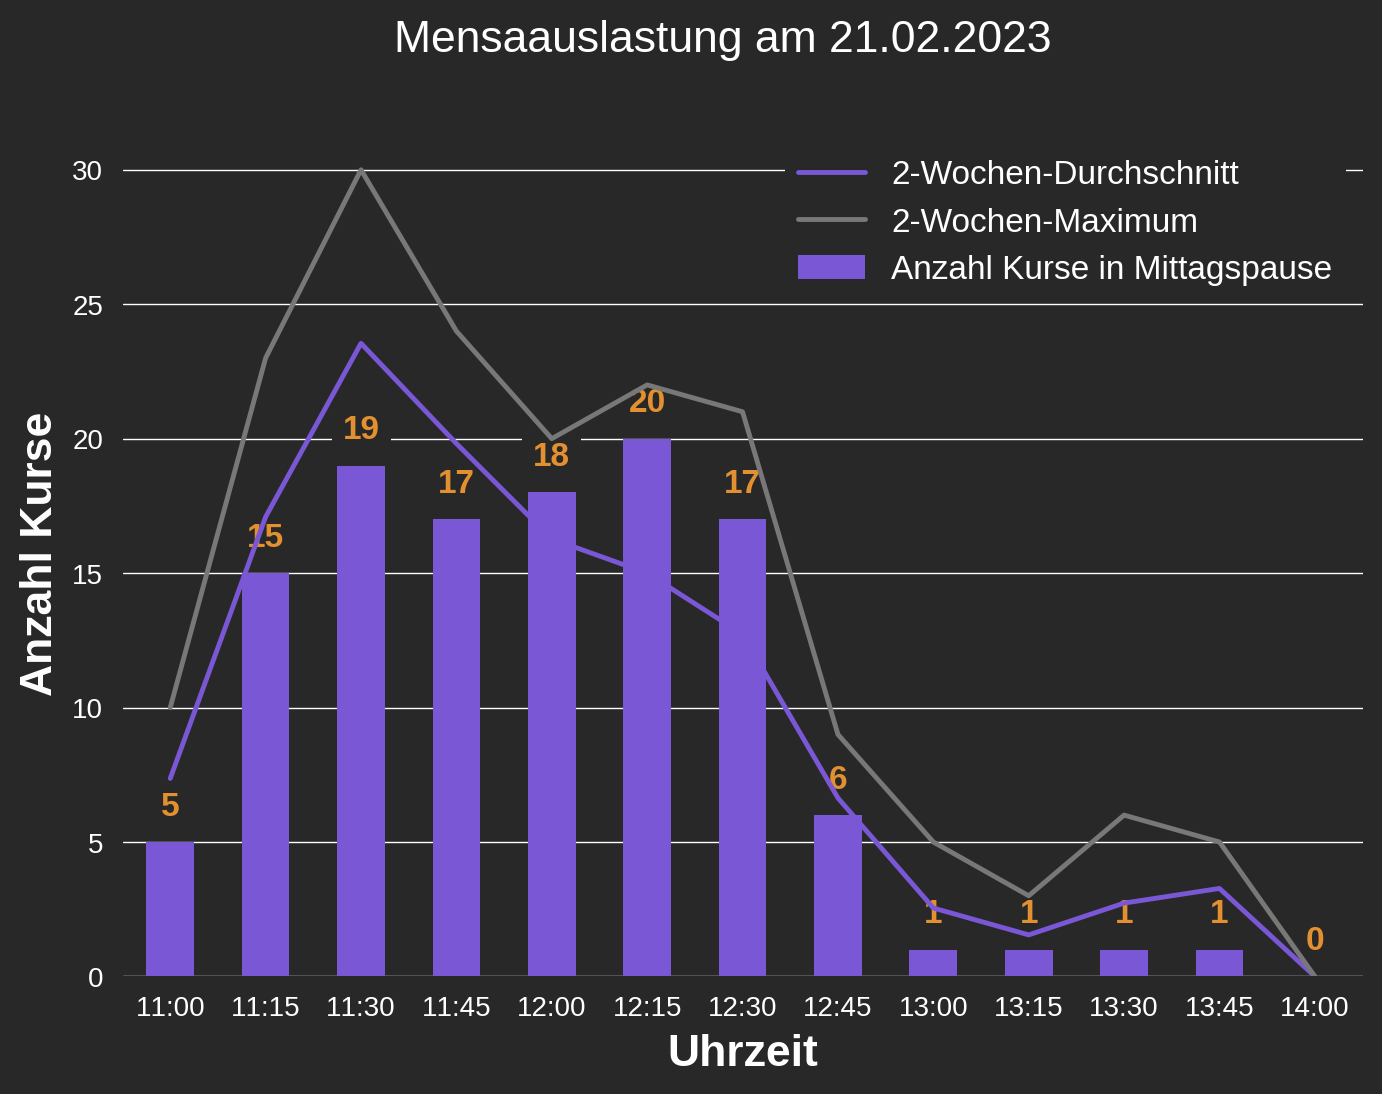 Mensaauslastung am 21.02.2023
2-Wochen-Durchschnitt
2-Wochen-Maximum
Anzahl Kurse in Mittagspause
Anzahl Kurse
30
25
20
15
10
5
0
5
15
19
17
18
20
17
6
1
1
1
1
0
11:00 11:15 11:30 11:45 12:00 12:15 12:30 12:45 13:00 13:15 13:30 13:45 14:00
Uhrzeit